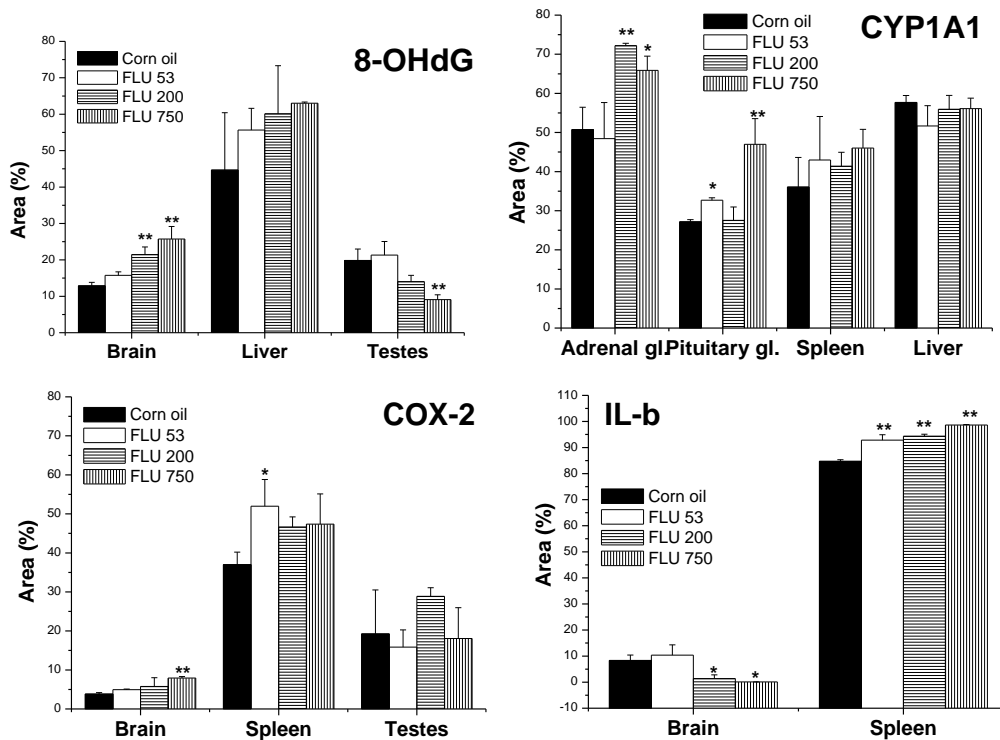 8-OHdG
Corn oil
FLU 53
FLU 200
FLU 750
Area (%)
80
70
60
50
40
30
20
10
0
** **
**
Brain Liver Testes
CYP1A1
Corn oil
FLU 53
FLU 200
FLU 750
Area (%)
80
70
60
50
40
30
20
10
0
** *
* **
Adrenal gl. Pituitary gl. Spleen Liver
COX-2
Corn oil
FLU 53
FLU 200
FLU 750
Area (%)
80
70
60
50
40
30
20
10
0
**
*
Brain Spleen Testes
IL-b
Corn oil
FLU 53
FLU 200
FLU 750
Area (%)
110
100
90
80
70
60
50
40
30
20
10
0
-10
* *
** ** **
Brain Spleen